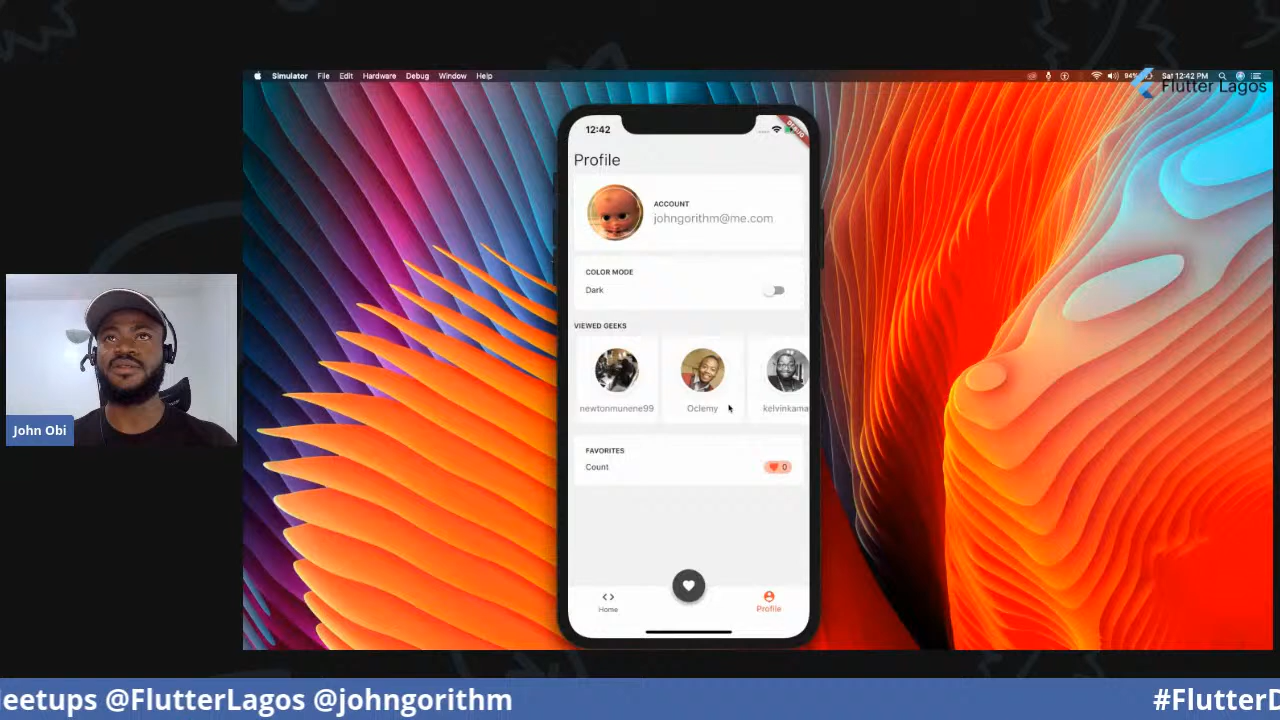 Simulator File Edit Hardware Debug Window Help
94% Sat 12:42 PM
Flutter Lagos
12:42
DEBUG
Profile
ACCOUNT
johngorithm@me.com
COLOR MODE
Dark
VIEWED GEEKS
newtonmunene99 Oclemy kelvinkama
FAVORITES
Count 0
Home Profile
John Obi
eetups @FlutterLagos @johngorithm #FlutterD